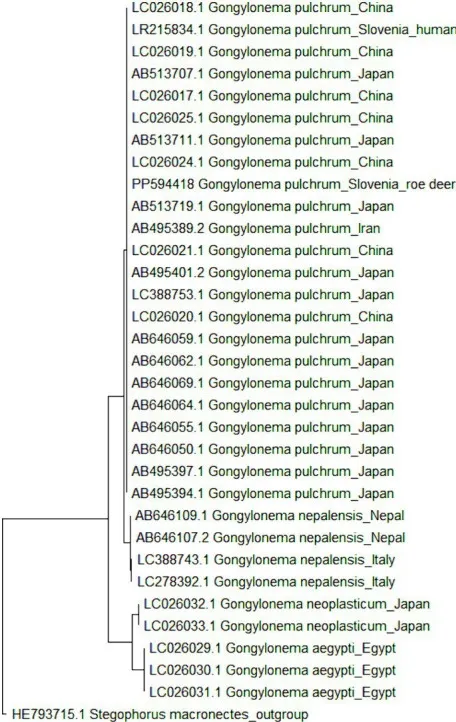 LC026018.1 Gongylonema pulchrum_China
LR215834.1 Gongylonema pulchrum_Slovenia_human
LC026019.1 Gongylonema pulchrum_China
AB513707.1 Gongylonema pulchrum_Japan
LC026017.1 Gongylonema pulchrum_China
LC026025.1 Gongylonema pulchrum_China
AB513711.1 Gongylonema pulchrum_Japan
LC026024.1 Gongylonema pulchrum_China
PP594418 Gongylonema pulchrum_Slovenia_roe deer
AB513719.1 Gongylonema pulchrum_Japan
AB495389.2 Gongylonema pulchrum_Iran
LC026021.1 Gongylonema pulchrum_China
AB495401.2 Gongylonema pulchrum_Japan
LC388753.1 Gongylonema pulchrum_Japan
LC026020.1 Gongylonema pulchrum_China
AB646059.1 Gongylonema pulchrum_Japan
AB646062.1 Gongylonema pulchrum_Japan
AB646069.1 Gongylonema pulchrum_Japan
AB646064.1 Gongylonema pulchrum_Japan
AB646055.1 Gongylonema pulchrum_Japan
AB646050.1 Gongylonema pulchrum_Japan
AB495397.1 Gongylonema pulchrum_Japan
AB495394.1 Gongylonema pulchrum_Japan
AB646109.1 Gongylonema nepalensis_Nepal
AB646107.2 Gongylonema nepalensis_Nepal
LC388743.1 Gongylonema nepalensis_Italy
LC278392.1 Gongylonema nepalensis_Italy
LC026032.1 Gongylonema neoplasticum_Japan
LC026033.1 Gongylonema neoplasticum_Japan
LC026029.1 Gongylonema aegypti_Egypt
LC026030.1 Gongylonema aegypti_Egypt
LC026031.1 Gongylonema aegypti_Egypt
HE793715.1 Stegophorus macronectes_outgroup